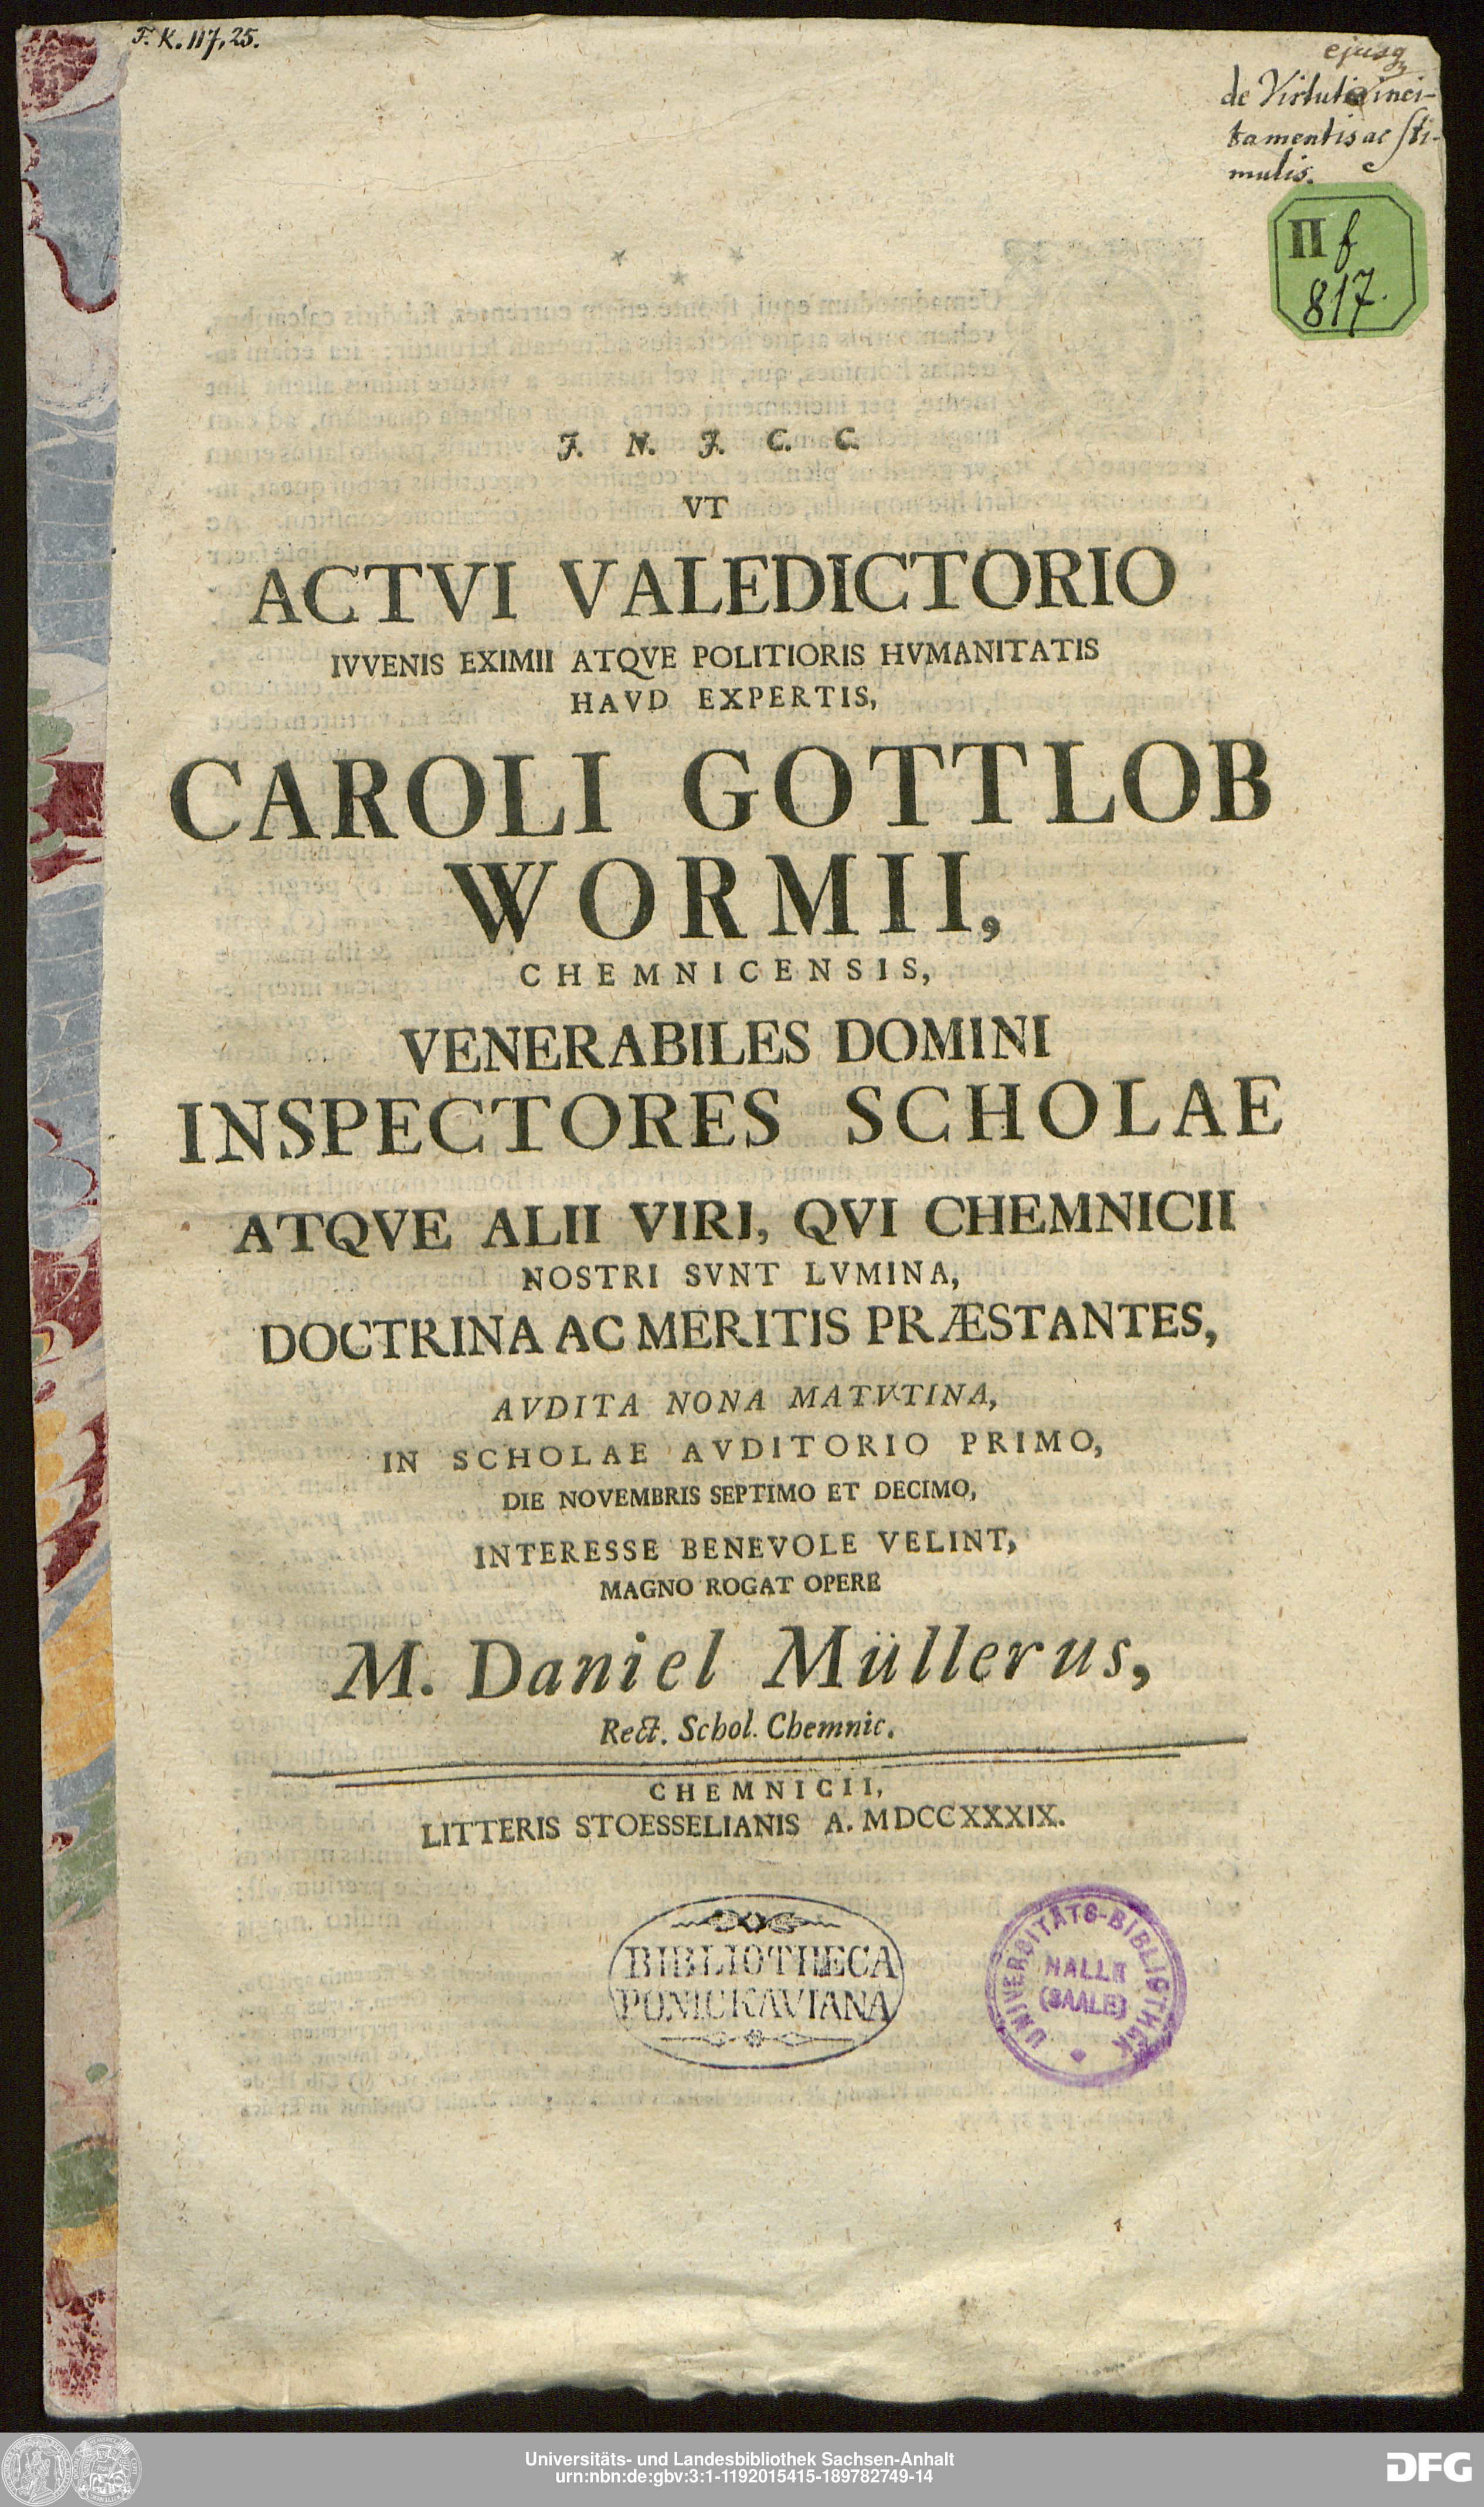 F. K. 117, 25.
ejusq
de Virtutis inci-
tamentis ac sti-
mulis.
II f
817.
J. N. J. C. C.
VT
ACTVI VALEDICTORIO
IVVENIS EXIMII ATQVE POLITIORIS HVMANITATIS
HAVD EXPERTIS,
CAROLI GOTTLOB
WORMII,
CHEMNICENSIS,
VENERABILES DOMINI
INSPECTORES SCHOLAE
ATQVE ALII VIRI, QVI CHEMNICII
NOSTRI SVNT LVMINA,
DOCTRINA AC MERITIS PRÆSTANTES,
AVDITA NONA MATVTINA,
IN SCHOLAE AVDITORIO PRIMO,
DIE NOVEMBRIS SEPTIMO ET DECIMO,
INTERESSE BENEVOLE VELINT,
MAGNO ROGAT OPERE
M. Daniel Müllerus,
Rect. Schol. Chemnic.
CHEMNICII,
LITTERIS STOESSELIANIS A. MDCCXXXIX.
BIBLIOTHECA
PONICKAVIANA
UNIVERSITÄTS-BIBLIOTHEK
HALLE
(SAALE)
Universitäts- und Landesbibliothek Sachsen-Anhalt
urn:nbn:de:gbv:3:1-1192015415-189782749-14
DFG